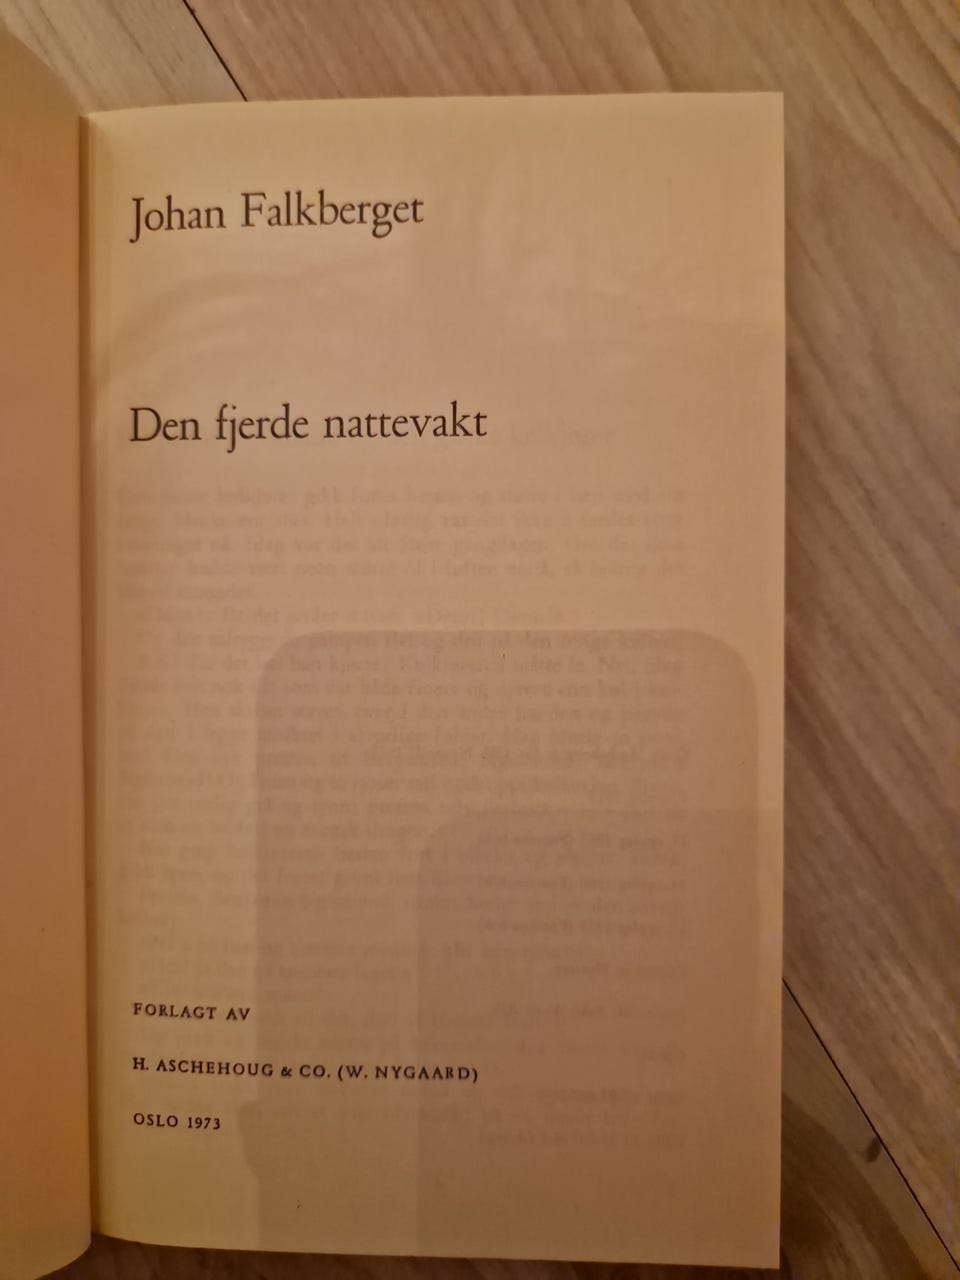 Johan Falkberget
Den fjerde nattevakt
FORLAGT AV
H. ASCHEHOUG & CO. (W. NYGAARD)
OSLO 1973